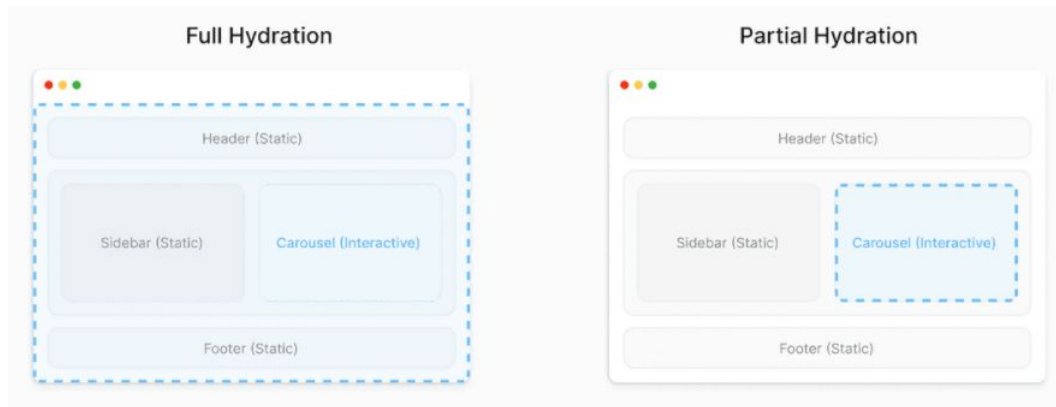 Full Hydration
Header (Static)
Sidebar (Static)
Carousel (Interactive)
Footer (Static)
Partial Hydration
Header (Static)
Sidebar (Static)
Carousel (Interactive)
Footer (Static)